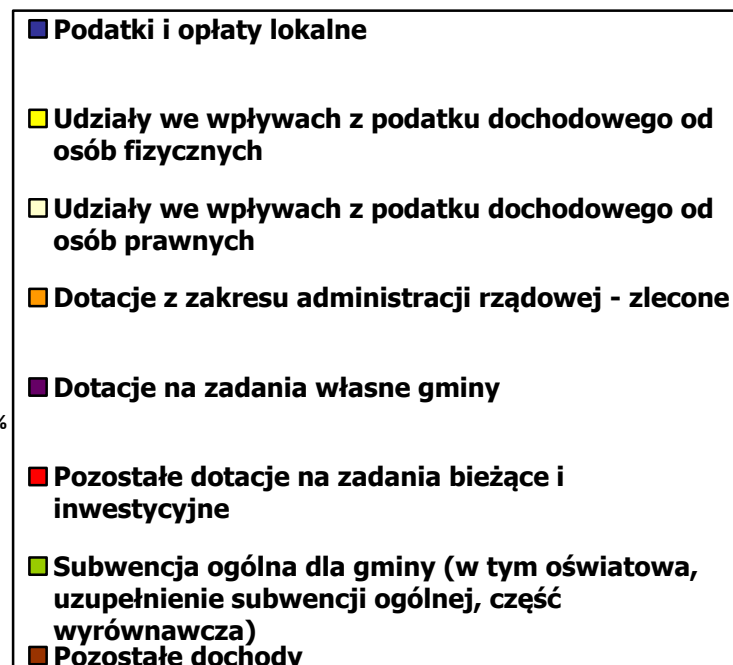 Podatki i opłaty lokalne
Udziały we wpływach z podatku dochodowego od
osób fizycznych
Udziały we wpływach z podatku dochodowego od
osób prawnych
Dotacje z zakresu administracji rządowej - zlecone
Dotacje na zadania własne gminy
%
Pozostałe dotacje na zadania bieżące i
inwestycyjne
Subwencja ogólna dla gminy (w tym oświatowa,
uzupełnienie subwencji ogólnej, część
wyrównawcza)
Pozostałe dochody